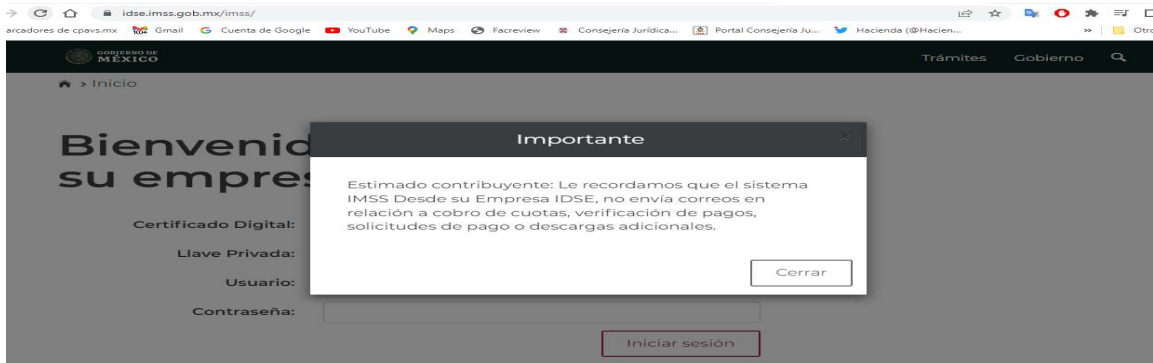 idse.imss.gob.mx/imss/
arcadores de cpavs.mx Gmail Cuenta de Google YouTube Maps Facreview Consejería Jurídica... Portal Consejería Ju... Hacienda (@Hacien... » Otro
GOBIERNO DE
MÉXICO
Trámites Gobierno
> Inicio
Importante ×
Bienvenid
su empres
Estimado contribuyente: Le recordamos que el sistema
IMSS Desde su Empresa IDSE, no envía correos en
relación a cobro de cuotas, verificación de pagos,
solicitudes de pago o descargas adicionales.
Certificado Digital:
Llave Privada:
Cerrar
Usuario:
Contraseña:
Iniciar sesión